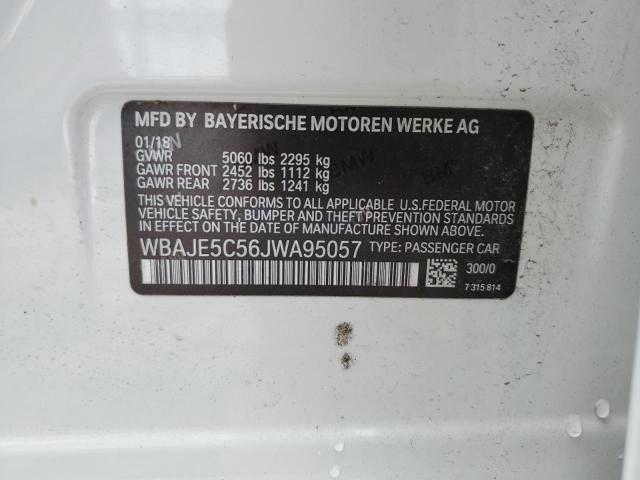 MFD BY BAYERISCHE MOTOREN WERKE AG
01/18
GVWR 5060 lbs 2295 kg
GAWR FRONT 2452 lbs 1112 kg
GAWR REAR 2736 lbs 1241 kg
THIS VEHICLE CONFORMS TO ALL APPLICABLE U.S.FEDERAL MOTOR
VEHICLE SAFETY, BUMPER AND THEFT PREVENTION STANDARDS
IN EFFECT ON THE DATE OF MANUFACTURE SHOWN ABOVE.
WBAJE5C56JWA95057 TYPE: PASSENGER CAR
300/0
7 315 814